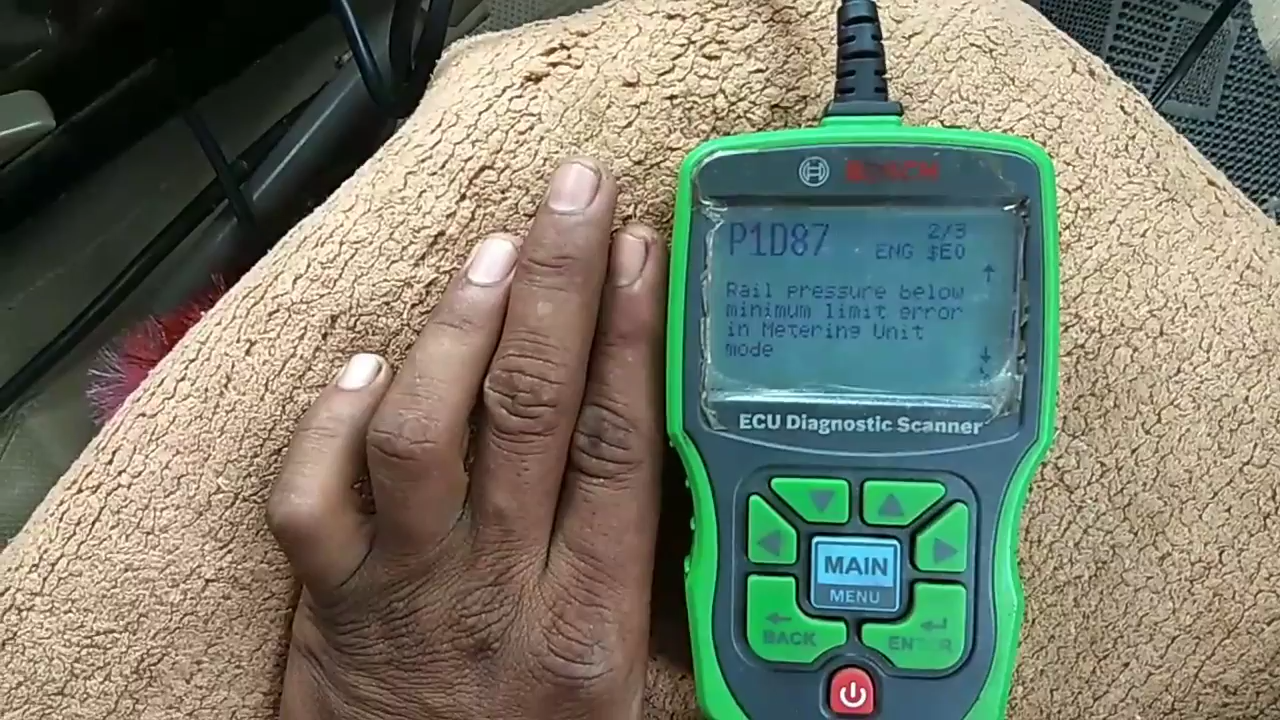 BOSCH
P1D87
2/3
ENG $E0
Rail pressure below
minimum limit error
in Metering Unit
mode
ECU Diagnostic Scanner
MAIN
MENU
BACK
ENTER